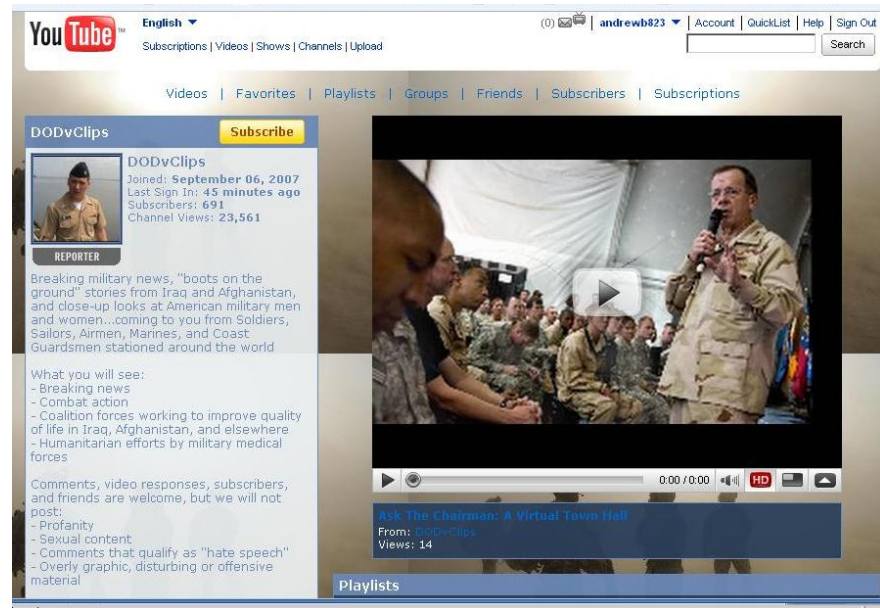 YouTube™
English ▼
(0) | andrewb823 ▼ | Account | QuickList | Help | Sign Out
Subscriptions | Videos | Shows | Channels | Upload
Search
Videos | Favorites | Playlists | Groups | Friends | Subscribers | Subscriptions
DODvClips
Subscribe
DODvClips
Joined: September 06, 2007
Last Sign In: 45 minutes ago
Subscribers: 691
Channel Views: 23,561
REPORTER
Breaking military news, "boots on the
ground" stories from Iraq and Afghanistan,
and close-up looks at American military men
and women...coming to you from Soldiers,
Sailors, Airmen, Marines, and Coast
Guardsmen stationed around the world
What you will see:
- Breaking news
- Combat action
- Coalition forces working to improve quality
of life in Iraq, Afghanistan, and elsewhere
- Humanitarian efforts by military medical
forces
Comments, video responses, subscribers,
and friends are welcome, but we will not
post:
- Profanity
- Sexual content
- Comments that qualify as "hate speech"
- Overly graphic, disturbing or offensive
material
0:00 / 0:00
HD
Ask The Chairman: A Virtual Town Hall
From: DODvClips
Views: 14
Playlists